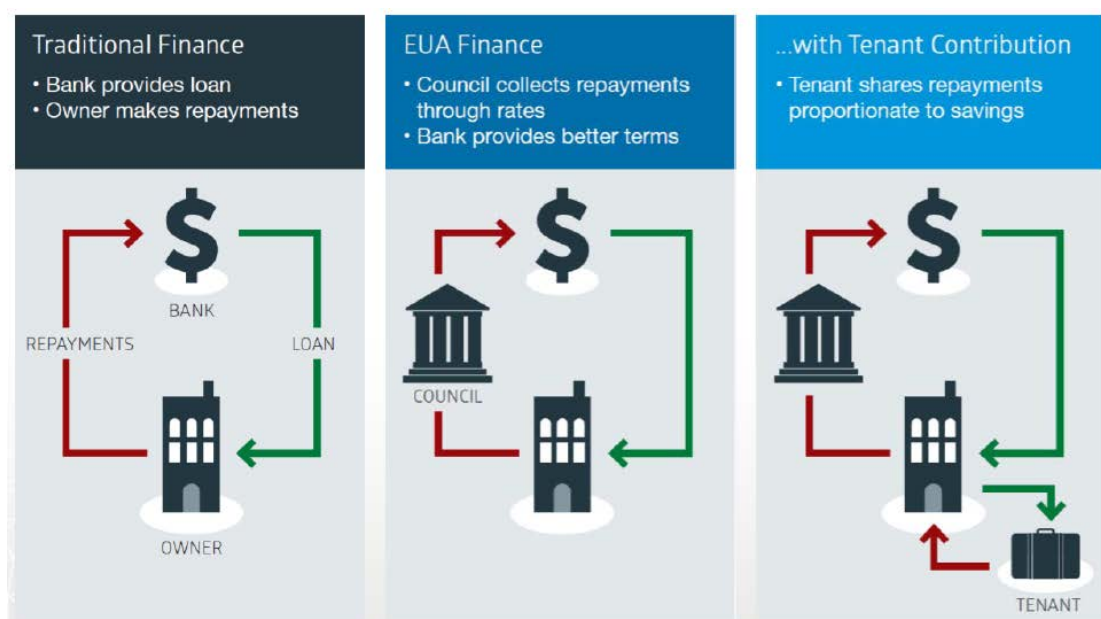 Traditional Finance
• Bank provides loan
• Owner makes repayments
BANK
REPAYMENTS
LOAN
OWNER
EUA Finance
• Council collects repayments
through rates
• Bank provides better terms
COUNCIL
...with Tenant Contribution
• Tenant shares repayments
proportionate to savings
TENANT